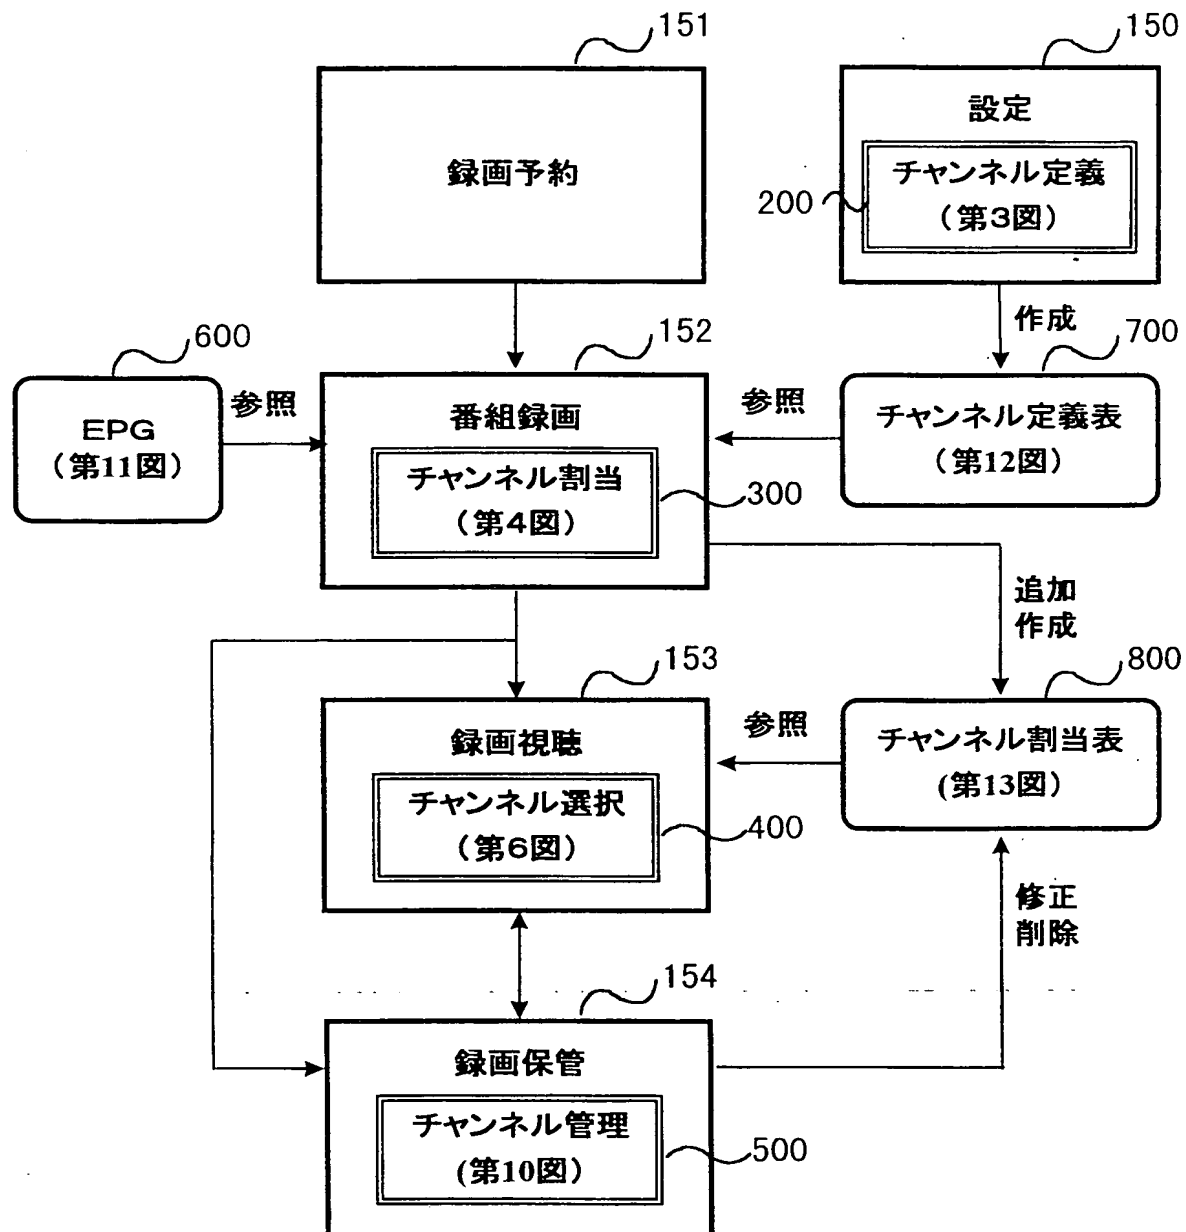 151
150
録画予約
設定
200
チャンネル定義
（第３図）
作成
600
152
700
EPG
（第11図）
参照
番組録画
チャンネル割当
（第４図）
300
参照
チャンネル定義表
（第12図）
追加
作成
153
800
録画視聴
チャンネル選択
（第６図）
400
参照
チャンネル割当表
(第13図）
修正
削除
154
録画保管
チャンネル管理
(第10図）
500